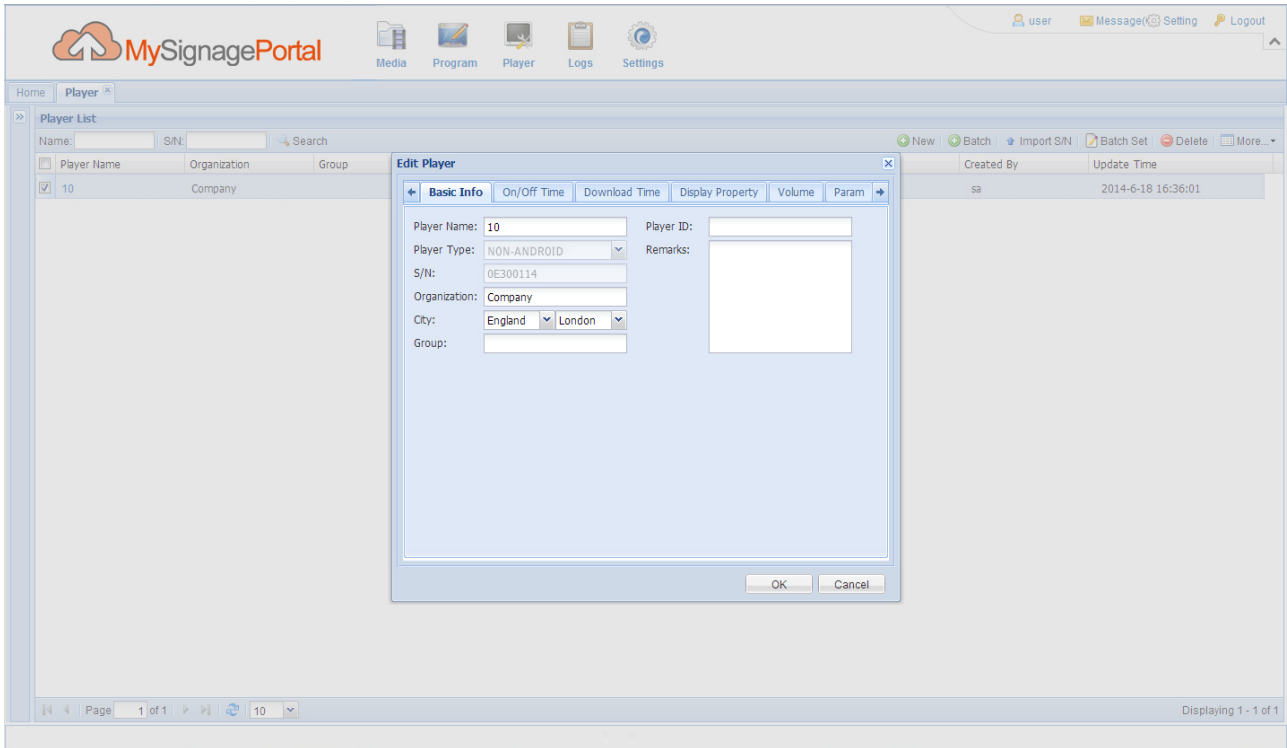 user Message( Setting Logout
MySignagePortal
Media Program Player Logs Settings
Home Player
Player List
Name: S/N: Search New Batch Import S/N Batch Set Delete More...
Player Name Organization Group Created By Update Time
10 Company sa 2014-6-18 16:36:01
Edit Player
Basic Info On/Off Time Download Time Display Property Volume Param
Player Name: 10 Player ID:
Player Type: NON-ANDROID Remarks:
S/N: 0E300114
Organization: Company
City: England London
Group:
OK Cancel
Page 1 of 1 10 Displaying 1 - 1 of 1